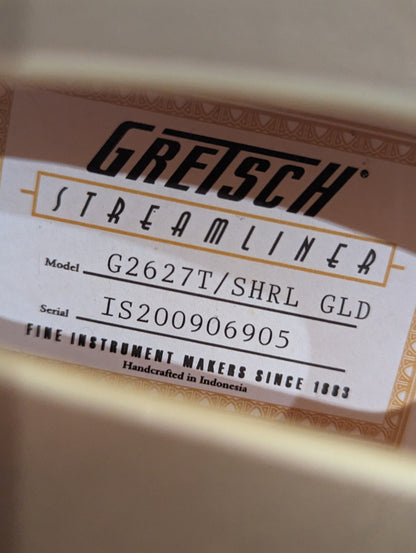 GRETSCH®
STREAMLINER
Model G2627T/SHRL GLD
Serial IS200906905
FINE INSTRUMENT MAKERS SINCE 1883
Handcrafted in Indonesia